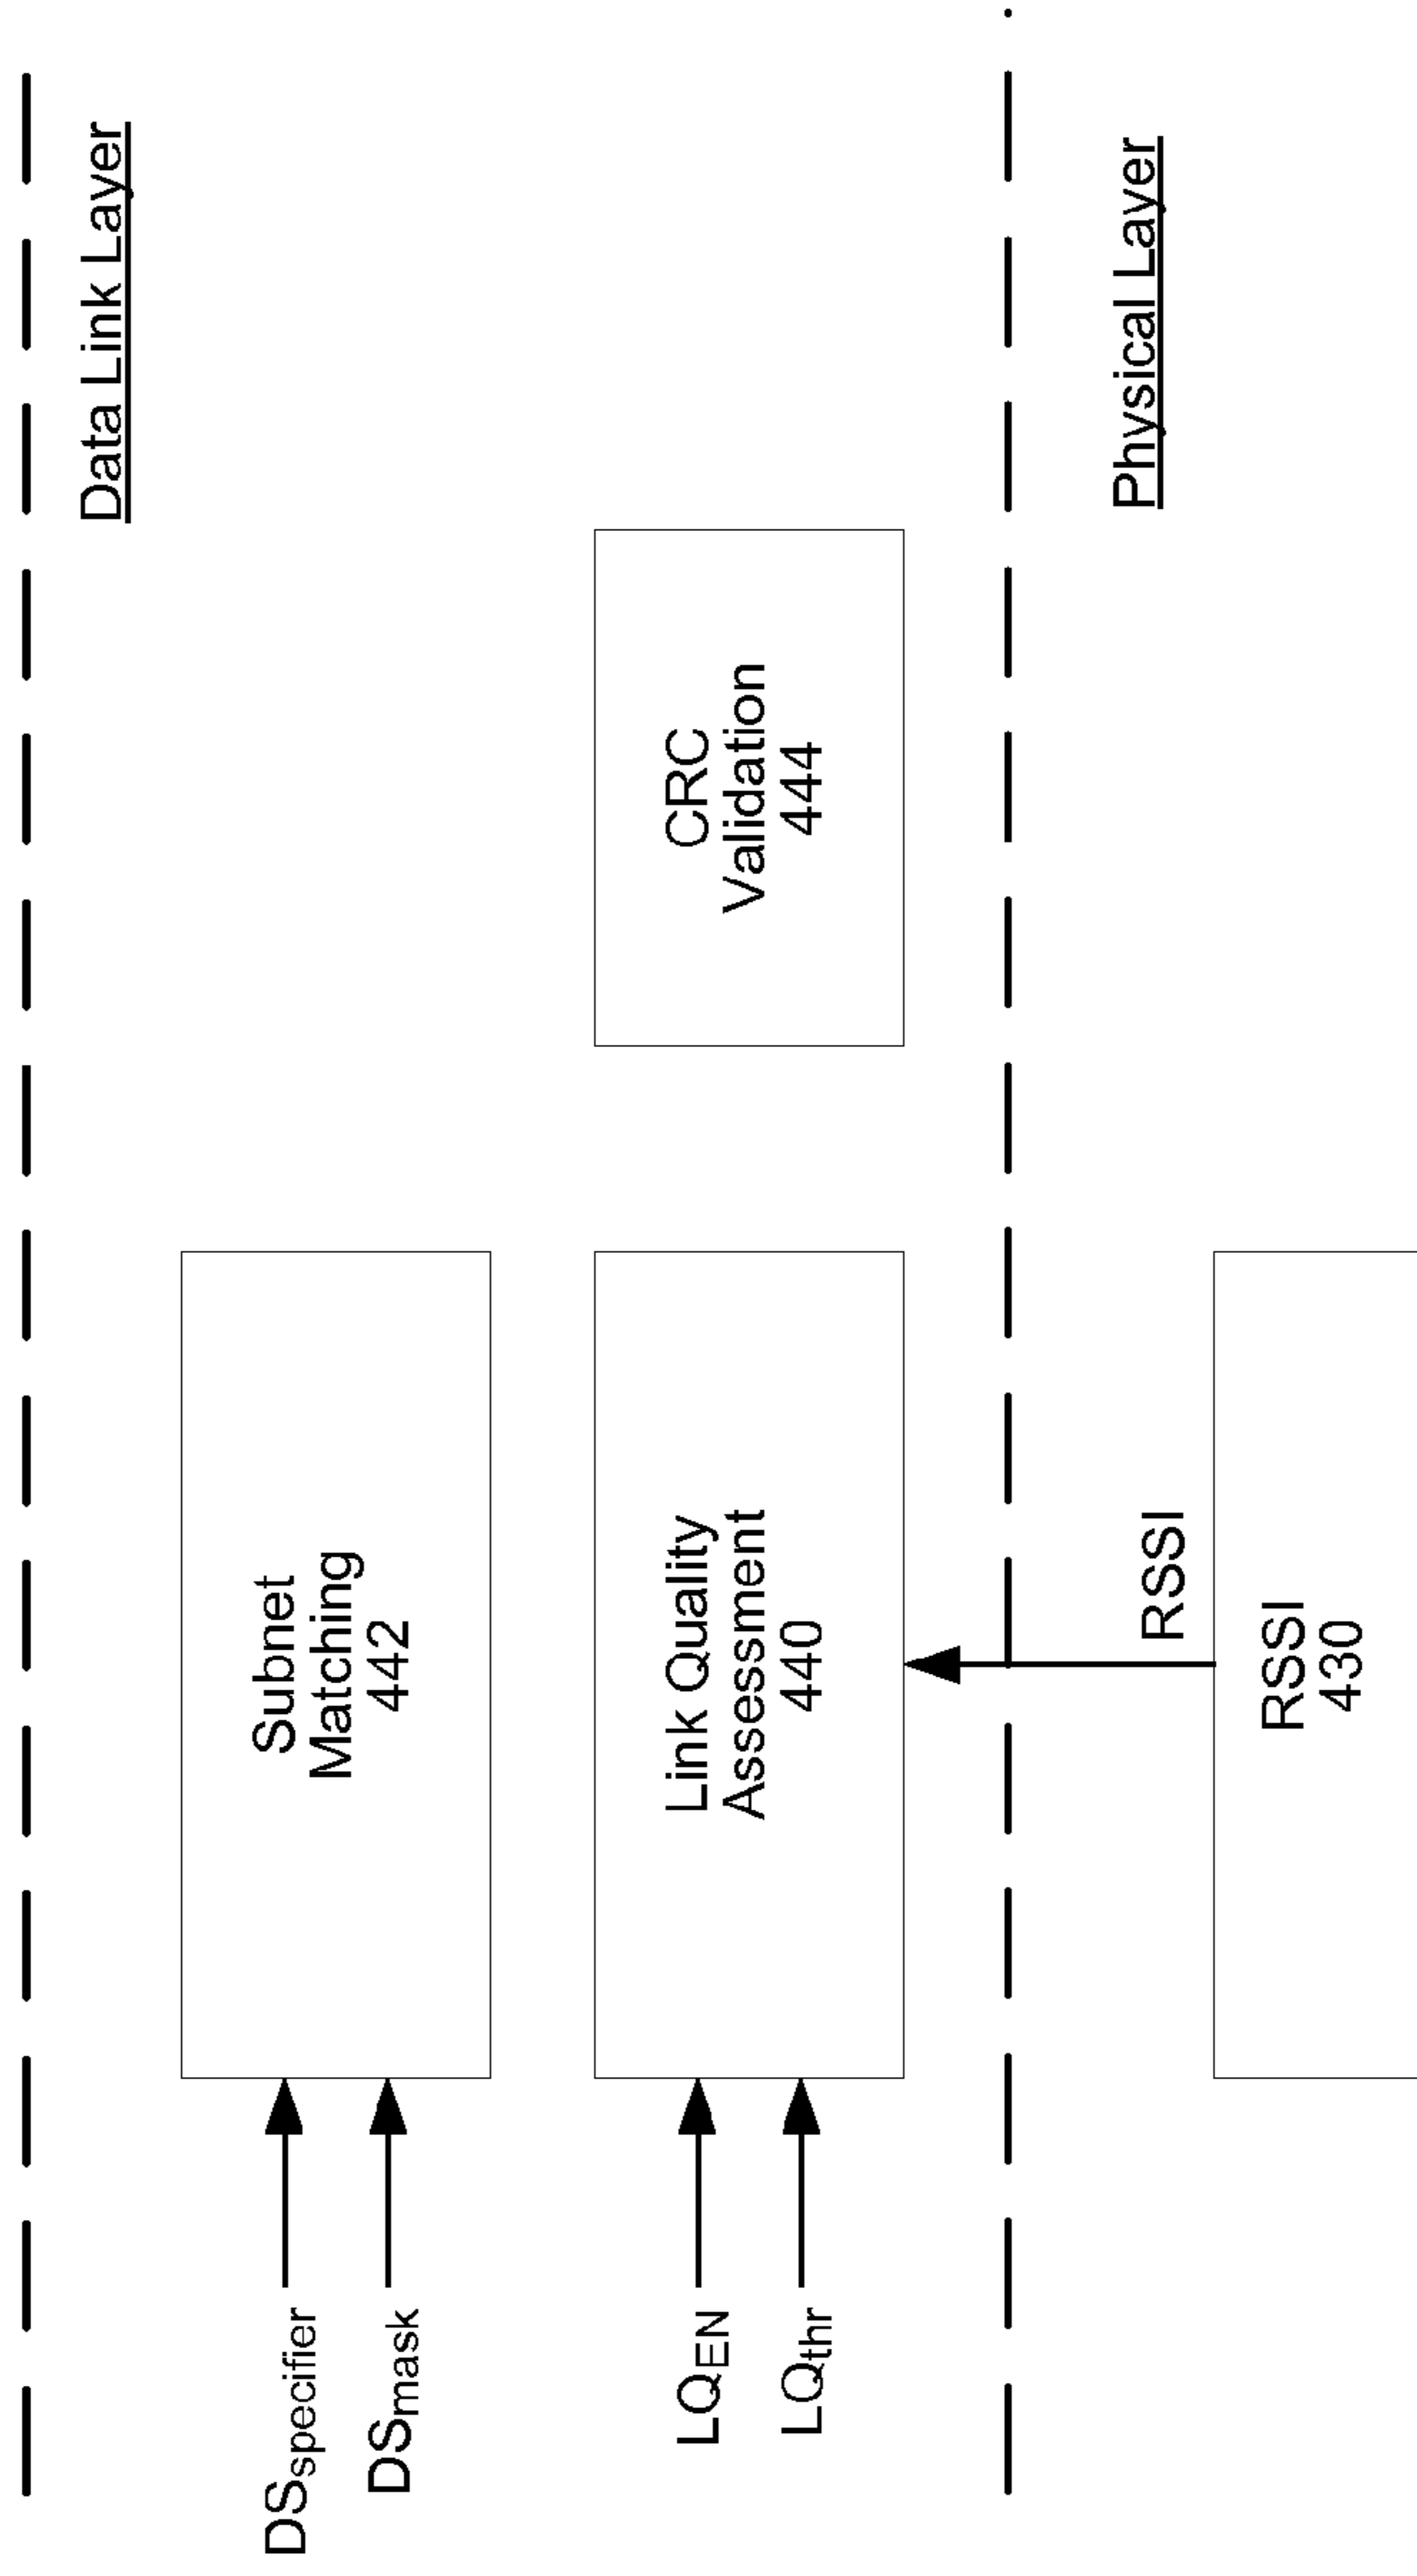 Data Link Layer
DSspecifier
DSmask
Subnet
Matching
442
LQEN
LQthr
Link Quality
Assessment
440
CRC
Validation
444
Physical Layer
RSSI
RSSI
430